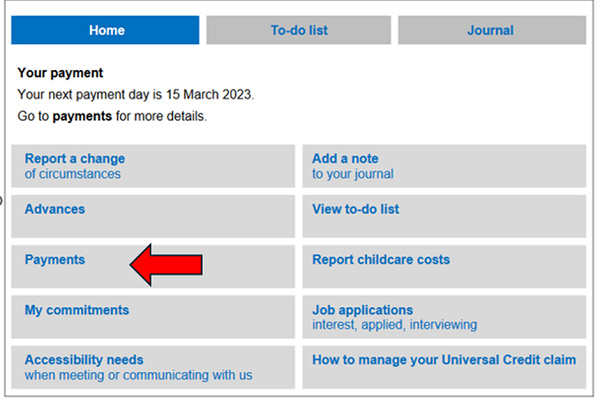 Home
To-do list
Journal
Your payment
Your next payment day is 15 March 2023.
Go to payments for more details.
Report a change
of circumstances
Add a note
to your journal
Advances
View to-do list
Payments
Report childcare costs
My commitments
Job applications
interest, applied, interviewing
Accessibility needs
when meeting or communicating with us
How to manage your Universal Credit claim